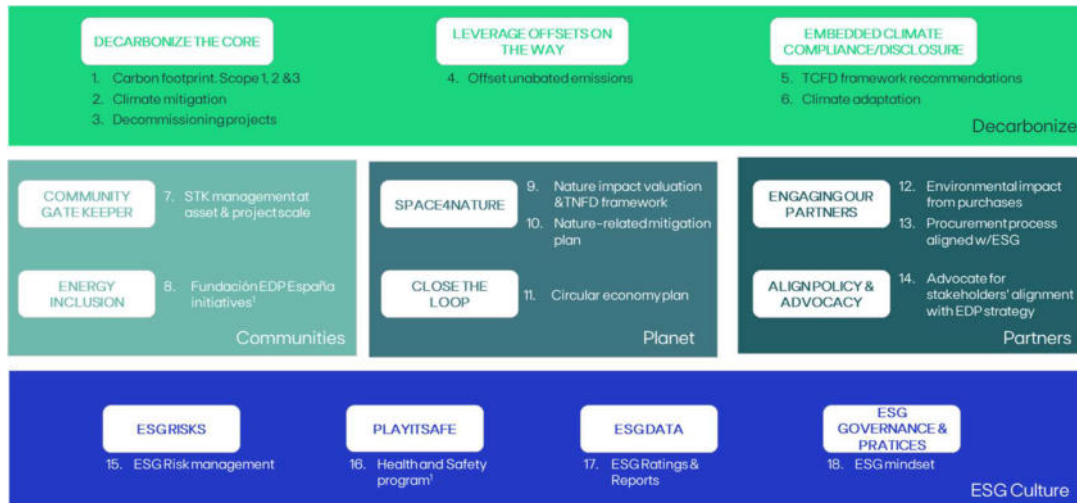 DECARBONIZE THE CORE
1. Carbon footprint. Scope 1, 2 & 3
2. Climate mitigation
3. Decommissioning projects
LEVERAGE OFFSETS ON
THE WAY
4. Offset unabated emissions
EMBEDDED CLIMATE
COMPLIANCE/DISCLOSURE
5. TCFD framework recommendations
6. Climate adaptation
Decarbonize
COMMUNITY
GATE KEEPER
7. STK management at
asset & project scale
ENERGY
INCLUSION
8. Fundación EDP España
initiatives¹
Communities
SPACE4NATURE
9. Nature impact valuation
& TNFD framework
10. Nature-related mitigation
plan
CLOSE THE
LOOP
11. Circular economy plan
Planet
ENGAGING OUR
PARTNERS
12. Environmental impact
from purchases
13. Procurement process
aligned w/ESG
ALIGN POLICY &
ADVOCACY
14. Advocate for
stakeholders' alignment
with EDP strategy
Partners
ESG RISKS
15. ESG Risk management
PLAYITSAFE
16. Health and Safety
program¹
ESG DATA
17. ESG Ratings &
Reports
ESG
GOVERNANCE &
PRATICES
18. ESG mindset
ESG Culture